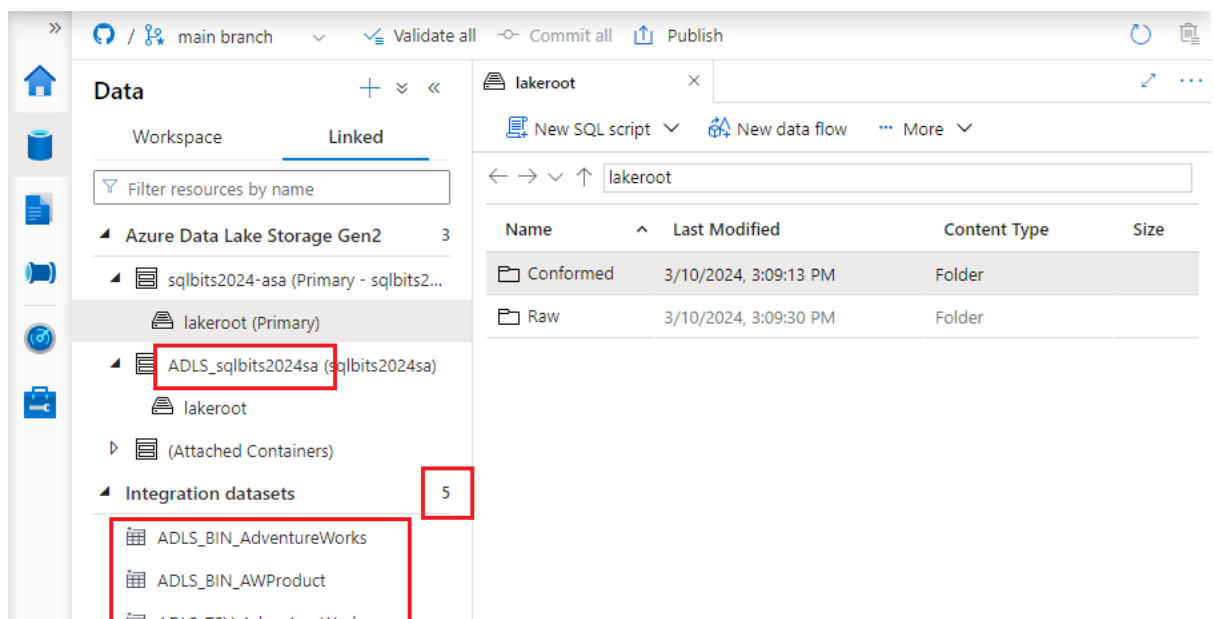 » / main branch Validate all Commit all Publish
Data
Workspace Linked
Filter resources by name
Azure Data Lake Storage Gen2 3
sqlbits2024-asa (Primary - sqlbits2...
lakeroot (Primary)
ADLS_sqlbits2024sa (sqlbits2024sa)
lakeroot
(Attached Containers)
Integration datasets 5
ADLS_BIN_AdventureWorks
ADLS_BIN_AWProduct
lakeroot
New SQL script New data flow ... More
lakeroot
Name Last Modified Content Type Size
Conformed 3/10/2024, 3:09:13 PM Folder
Raw 3/10/2024, 3:09:30 PM Folder